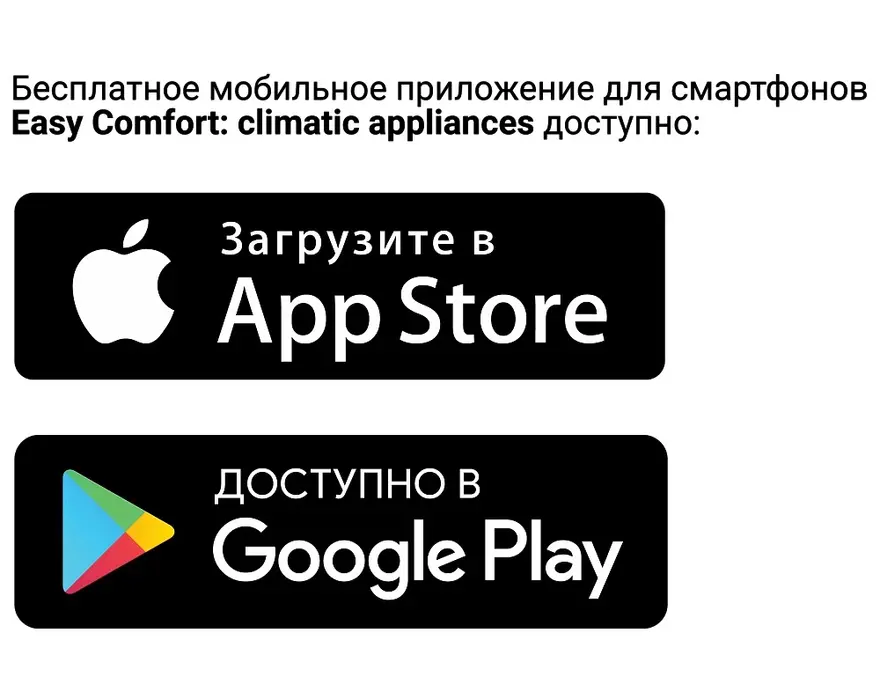 Бесплатное мобильное приложение для смартфонов
Easy Comfort: climatic appliances доступно:
Загрузите в
App Store
ДОСТУПНО В
Google Play